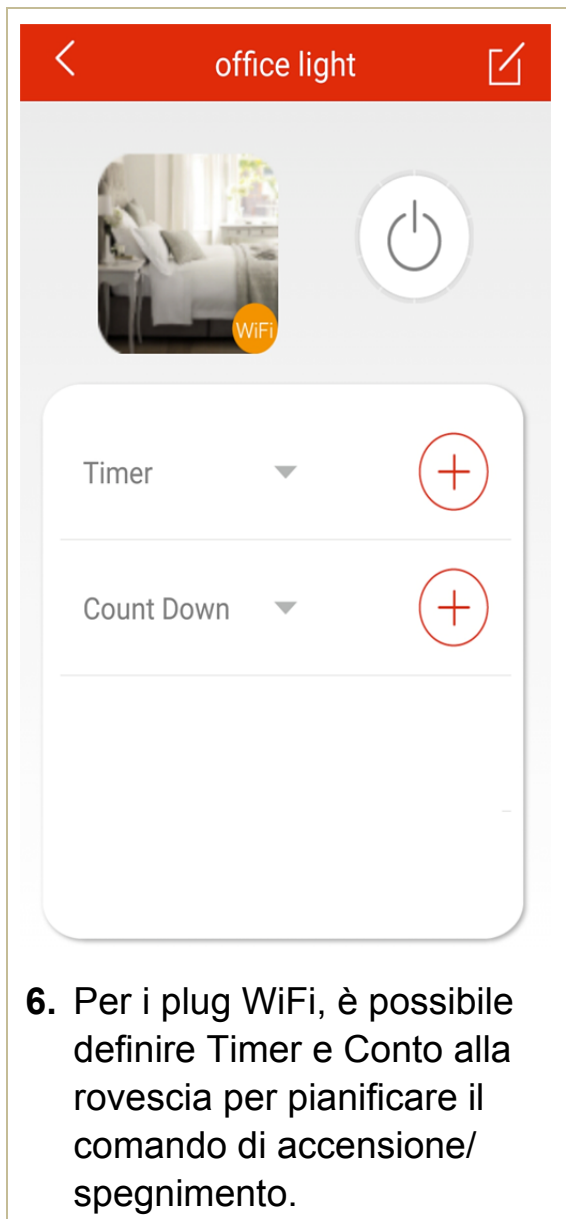 office light
WiFi
Timer
Count Down
6. Per i plug WiFi, è possibile
definire Timer e Conto alla
rovescia per pianificare il
comando di accensione/
spegnimento.